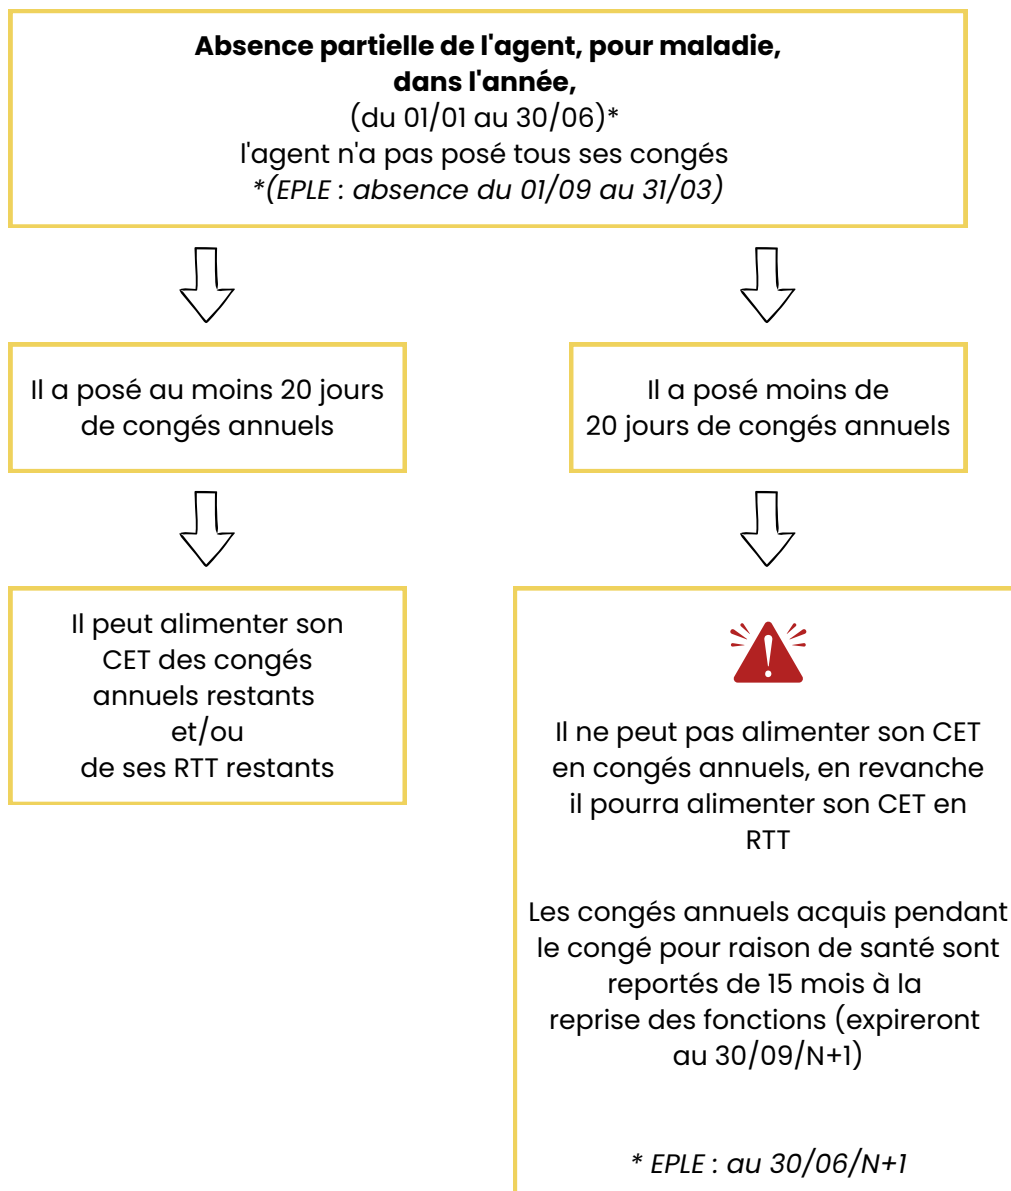 Absence partielle de l'agent, pour maladie,
dans l'année,
(du 01/01 au 30/06)*
l'agent n'a pas posé tous ses congés
*(EPLE : absence du 01/09 au 31/03)
Il a posé au moins 20 jours
de congés annuels
Il a posé moins de
20 jours de congés annuels
Il peut alimenter son
CET des congés
annuels restants
et/ou
de ses RTT restants
Il ne peut pas alimenter son CET
en congés annuels, en revanche
il pourra alimenter son CET en
RTT
Les congés annuels acquis pendant
le congé pour raison de santé sont
reportés de 15 mois à la
reprise des fonctions (expireront
au 30/09/N+1)
* EPLE : au 30/06/N+1